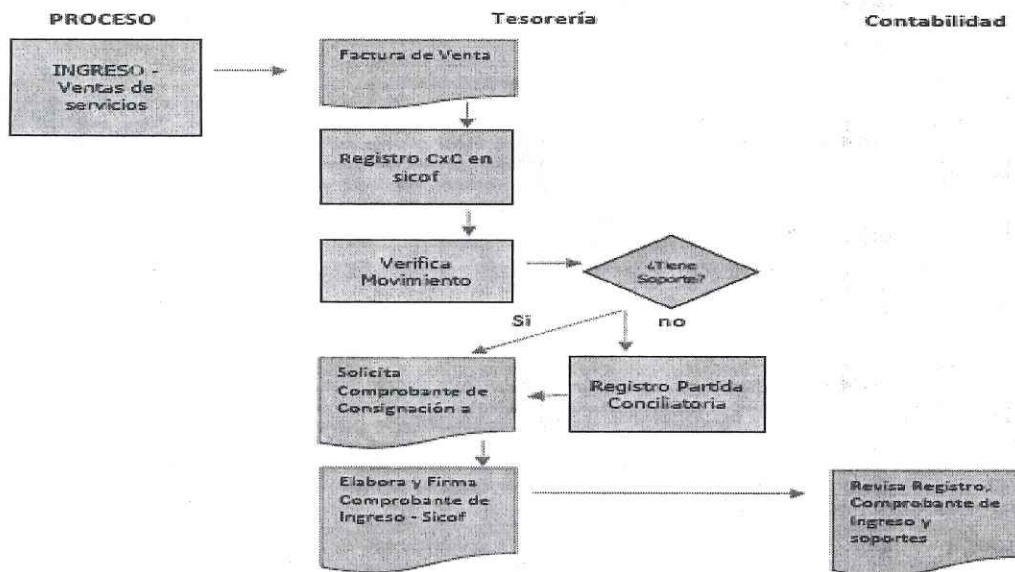 PROCESO
Tesorería
Contabilidad
INGRESO -
Ventas de
servicios
Factura de Venta
Registro CxC en
sicof
Verifica
Movimiento
¿Tiene
Soporte?
Si
no
Solicita
Comprobante de
Consignación a
Registro Partida
Conciliatoria
Elabora y Firma
Comprobante de
Ingreso - Sicof
Revisa Registro,
Comprobante de
Ingreso y
soportes